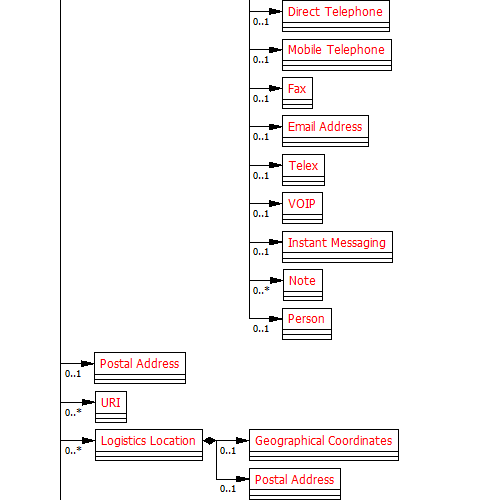 Direct Telephone
0..1
Mobile Telephone
0..1
Fax
0..1
Email Address
0..1
Telex
0..1
VOIP
0..1
Instant Messaging
0..1
Note
0..*
Person
0..1
Postal Address
0..1
URI
0..*
Logistics Location
0..*
Geographical Coordinates
0..1
Postal Address
0..1